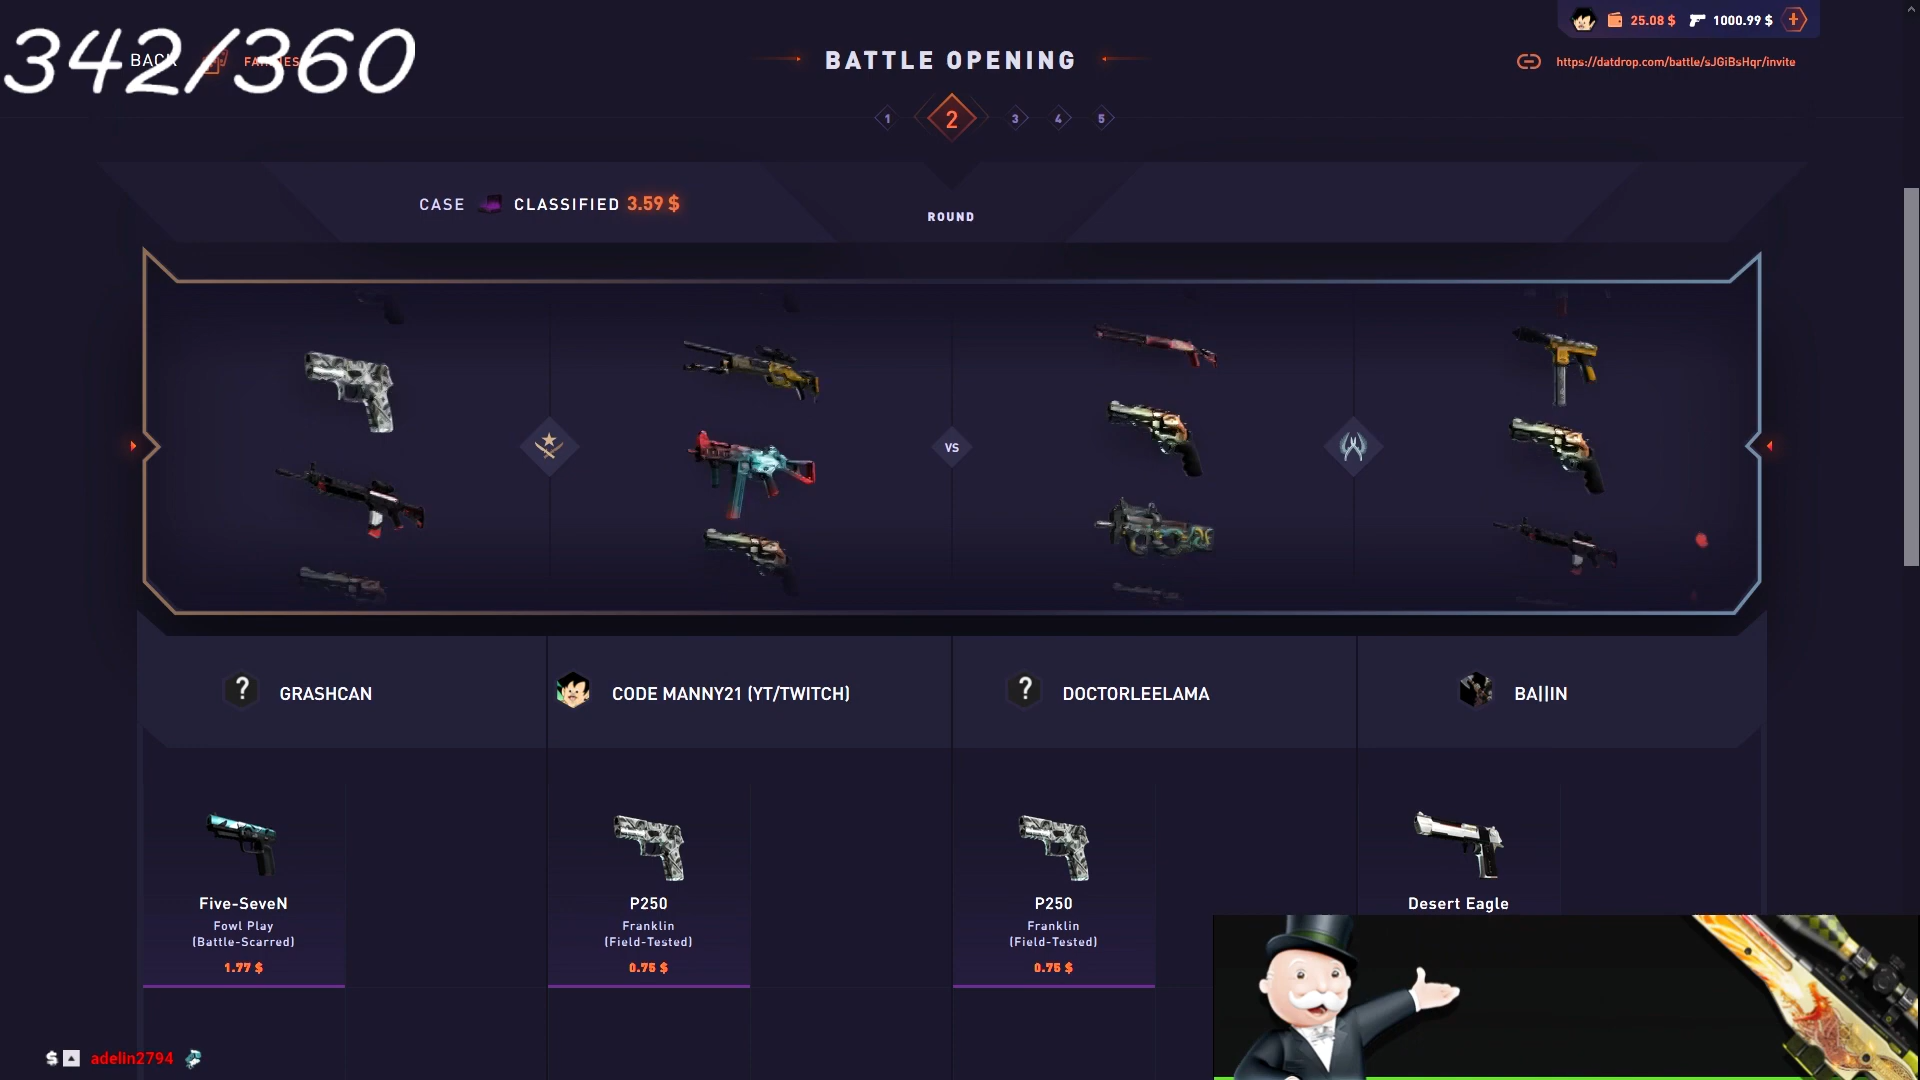 342/360
BACK
FAIRNESS
BATTLE OPENING
25.08 $
1000.99 $
https://datdrop.com/battle/sJGiBsHqr/invite
1 2 3 4 5
CASE CLASSIFIED 3.59 $
ROUND
VS
GRASHCAN
CODE MANNY21 (YT/TWITCH)
DOCTORLEELAMA
BA||IN
Five-SeveN
Fowl Play
(Battle-Scarred)
1.77 $
P250
Franklin
(Field-Tested)
0.75 $
P250
Franklin
(Field-Tested)
0.75 $
Desert Eagle
$ adelin2794